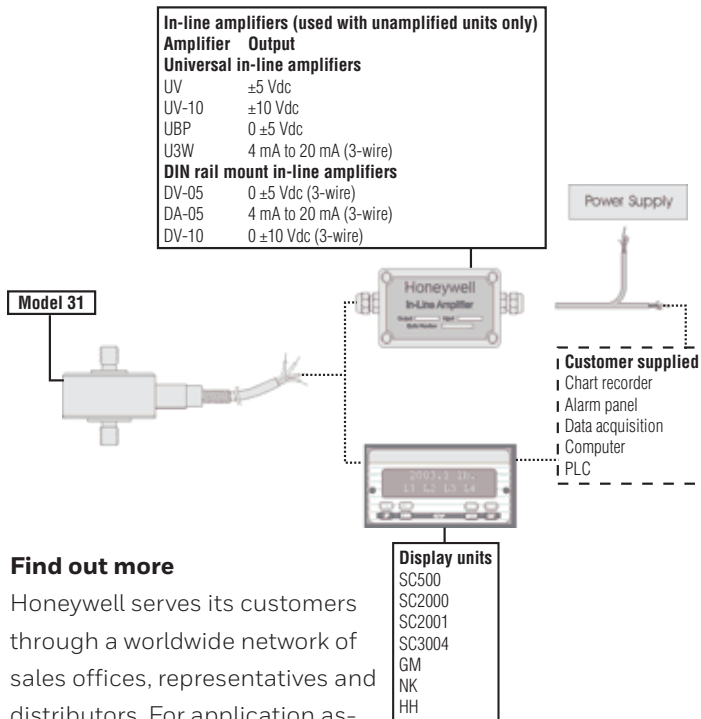 In-line amplifiers (used with unamplified units only)
Amplifier Output
Universal in-line amplifiers
UV ±5 Vdc
UV-10 ±10 Vdc
UBP 0 ±5 Vdc
U3W 4 mA to 20 mA (3-wire)
DIN rail mount in-line amplifiers
DV-05 0 ±5 Vdc (3-wire)
DA-05 4 mA to 20 mA (3-wire)
DV-10 0 ±10 Vdc (3-wire)
Power Supply
Model 31
Honeywell
In-Line Amplifier
Customer supplied
Chart recorder
Alarm panel
Data acquisition
Computer
PLC
L1 L2 L3 L4
Display units
SC500
SC2000
SC2001
SC3004
GM
NK
HH
Find out more
Honeywell serves its customers
through a worldwide network of
sales offices, representatives and
distributors. For application as-